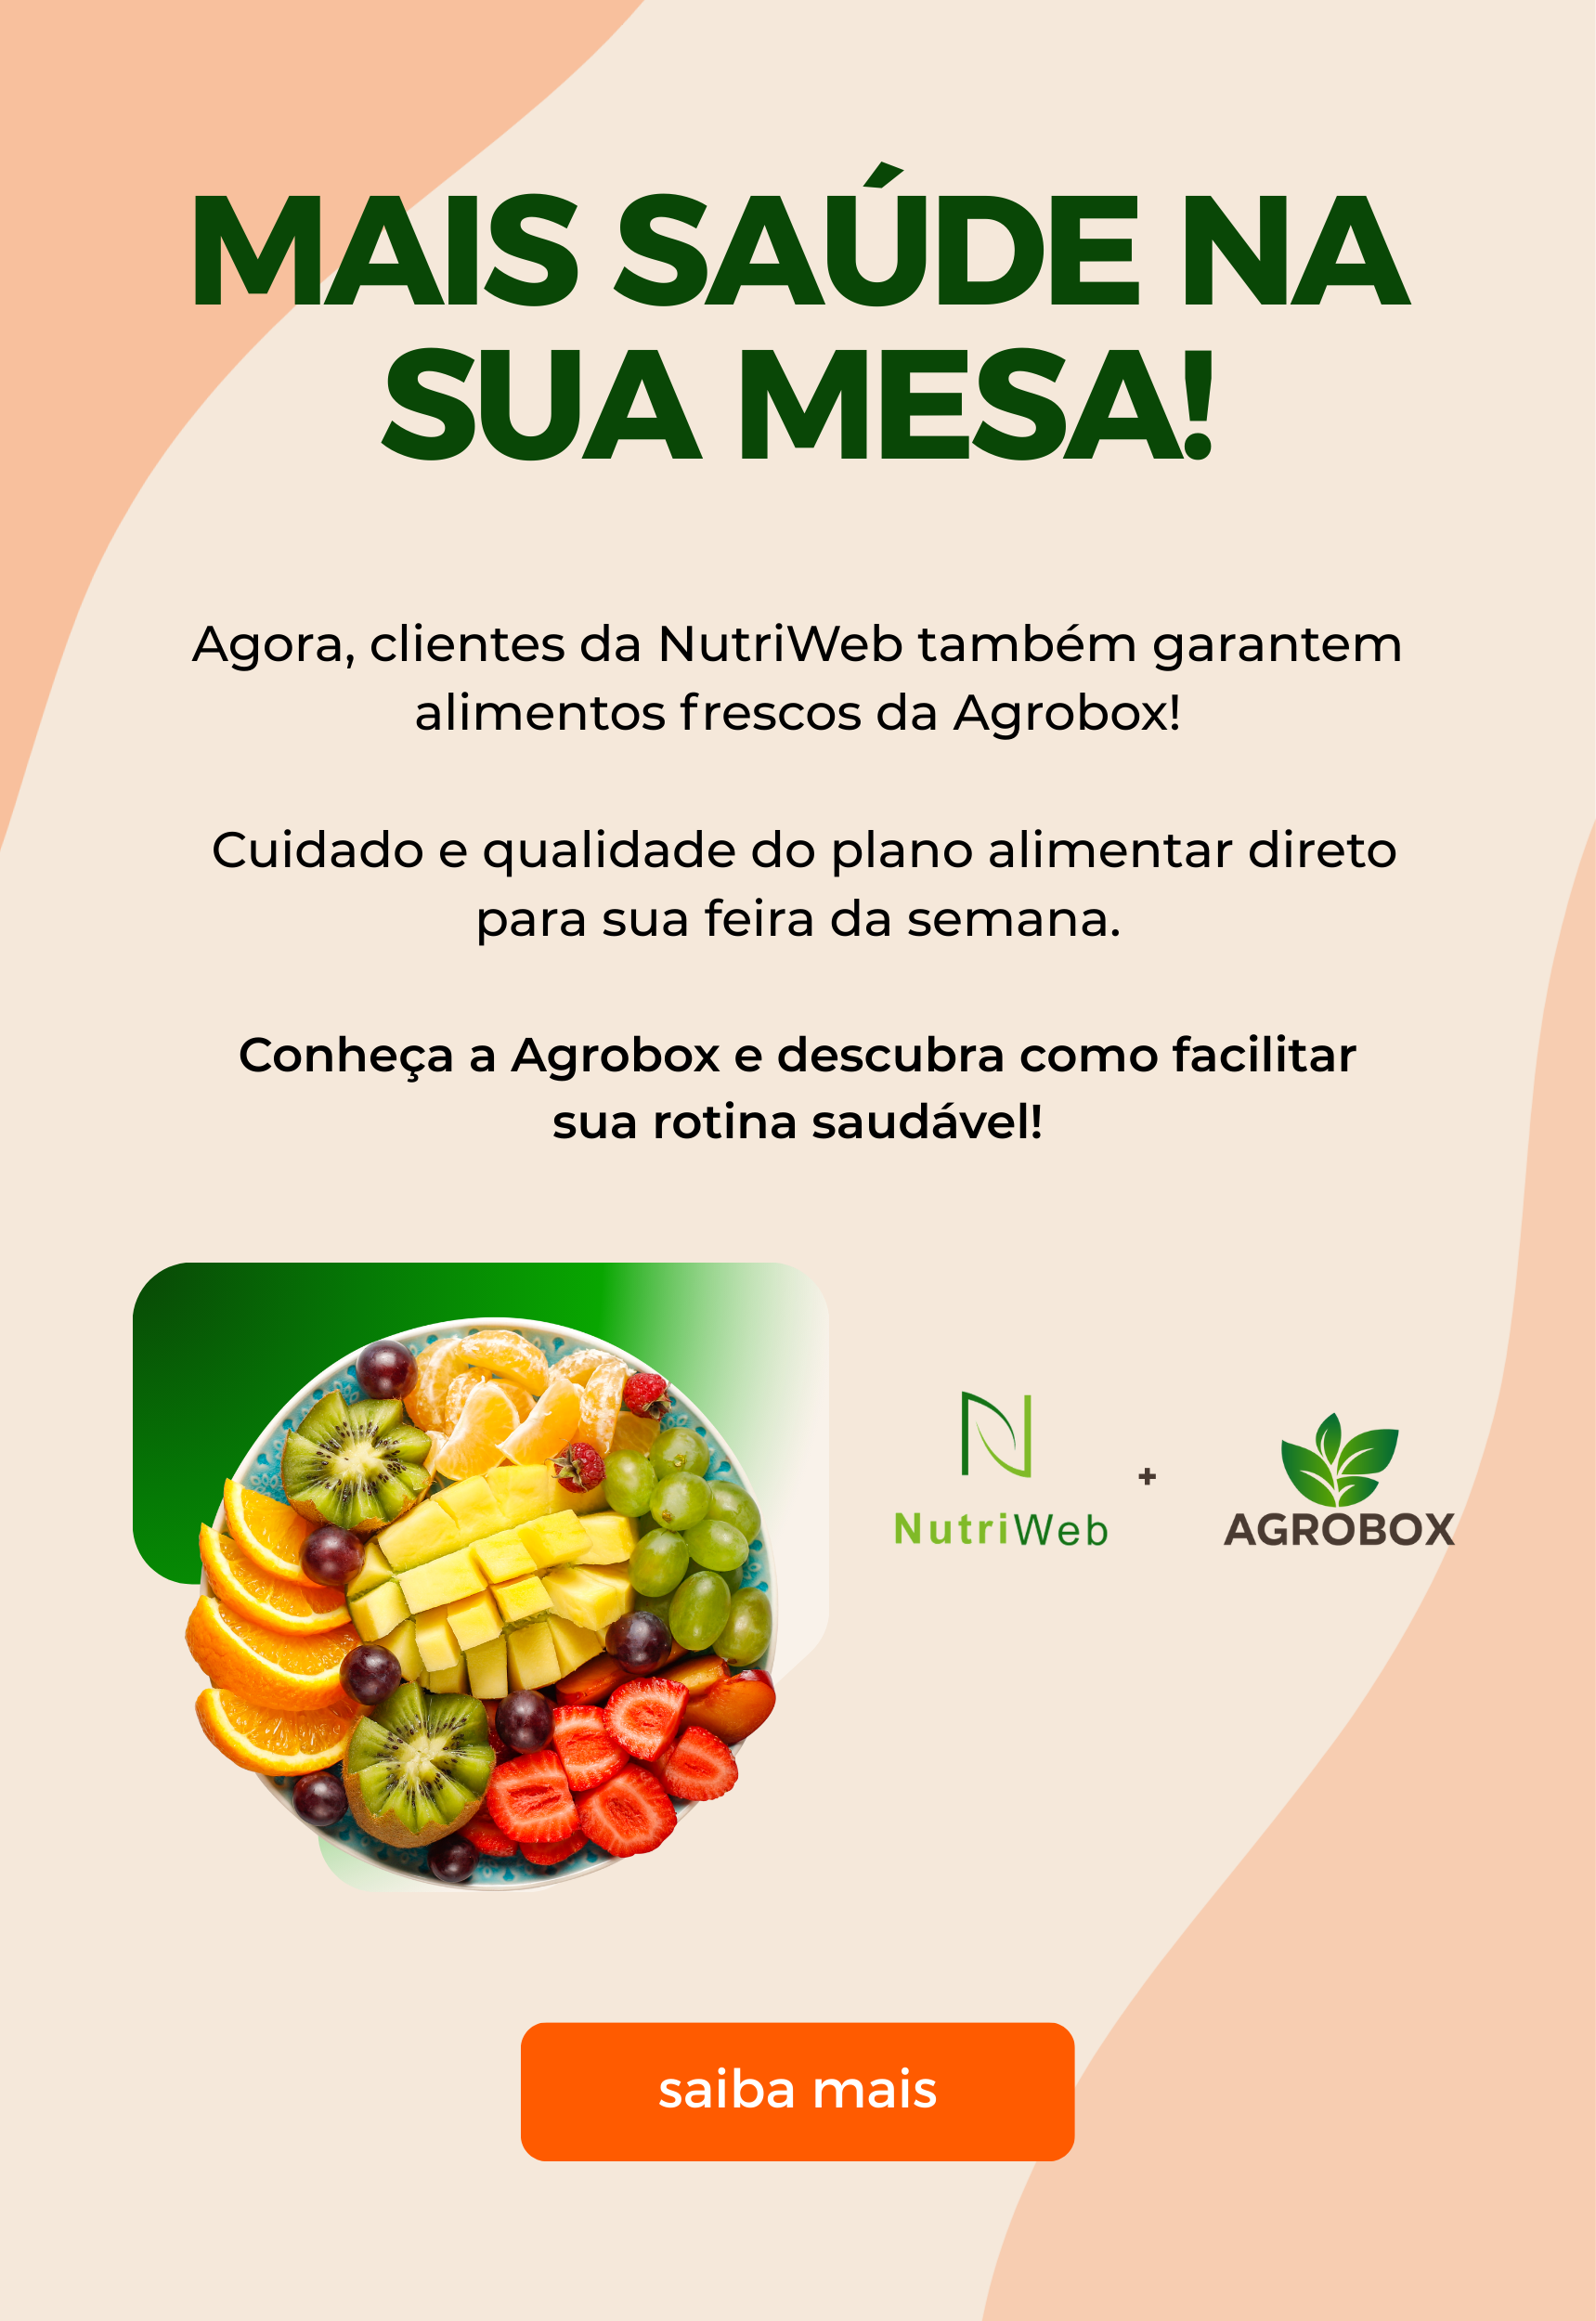 MAIS SAÚDE NA
SUA MESA!
Agora, clientes da NutriWeb também garantem
alimentos frescos da Agrobox!
Cuidado e qualidade do plano alimentar direto
para sua feira da semana.
Conheça a Agrobox e descubra como facilitar
sua rotina saudável!
N
NutriWeb
+
AGROBOX
saiba mais